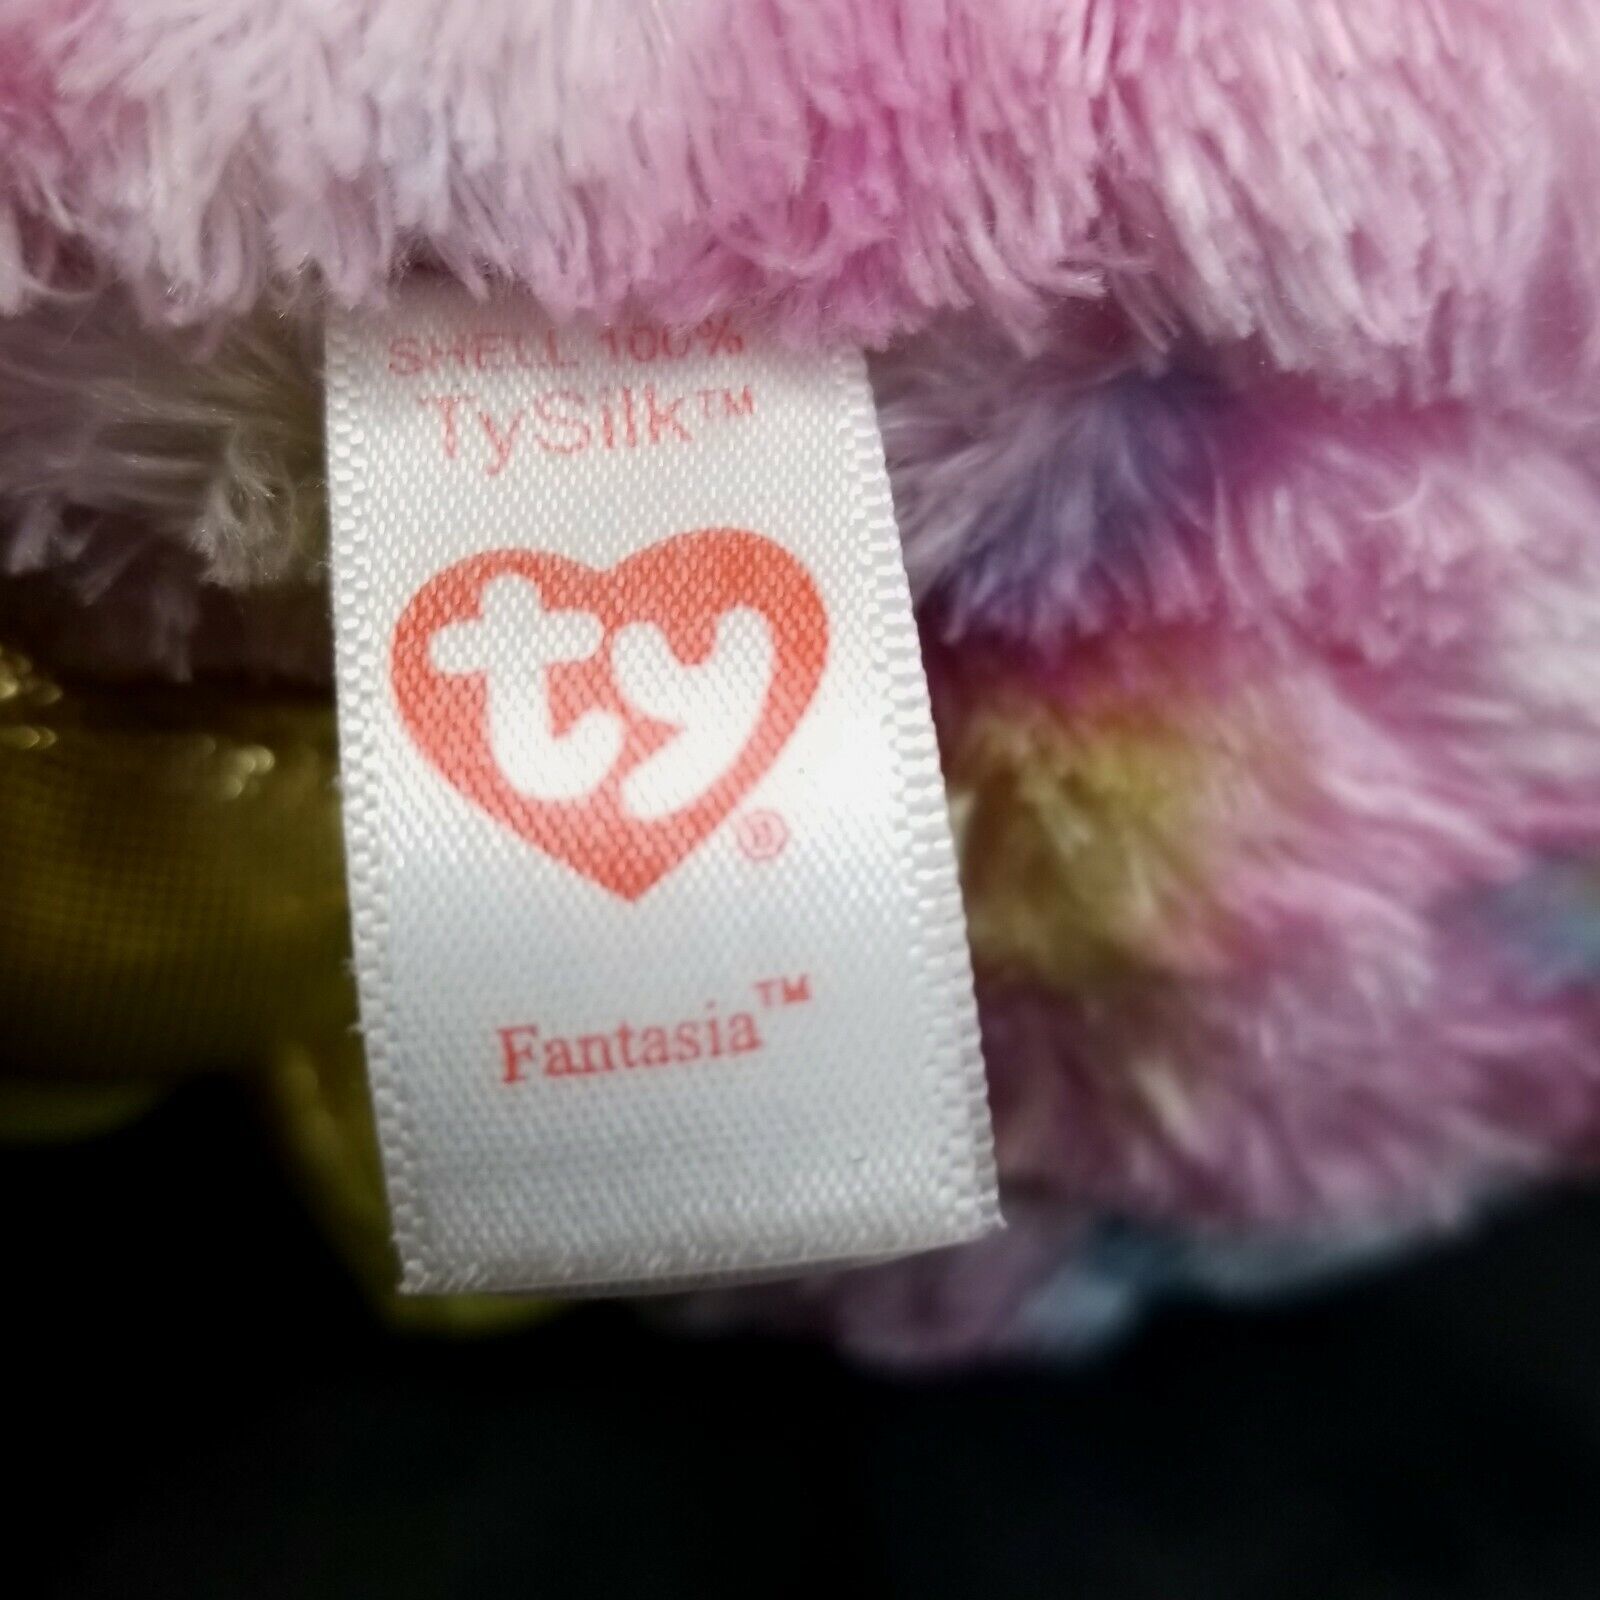 SHELL 100%
TySilk™
ty
®
Fantasia™